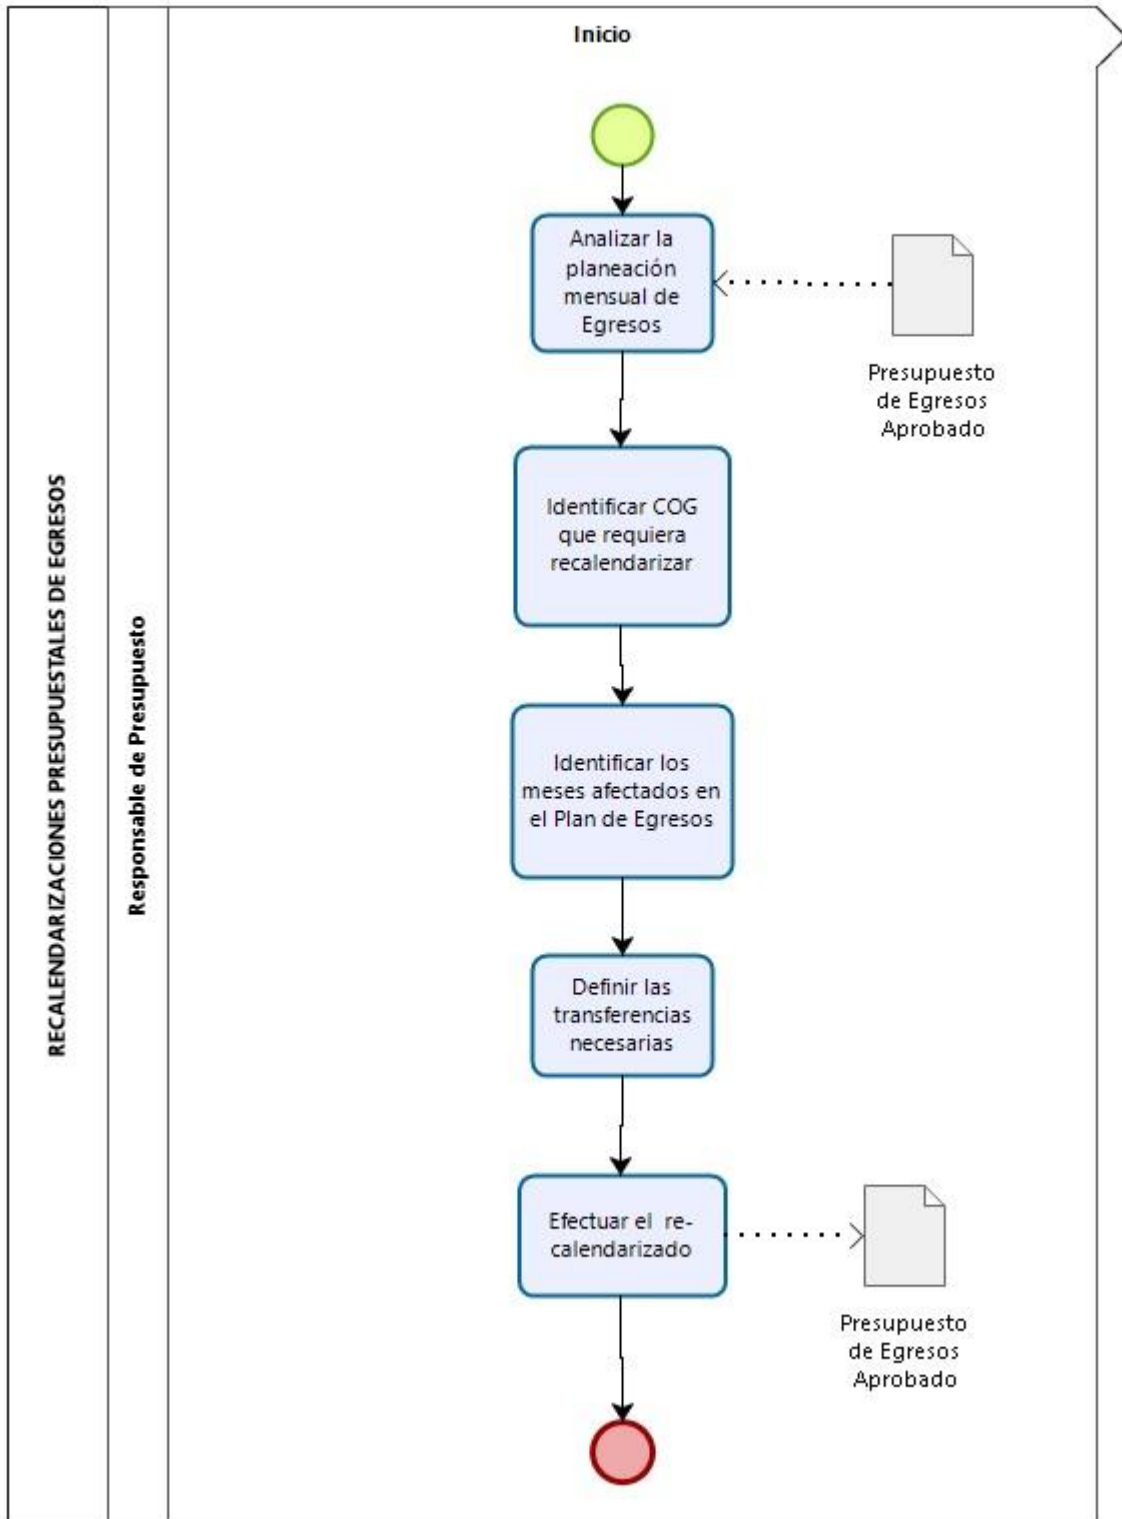 RECALENDARIZACIONES PRESUPUESTALES DE EGRESOS
Responsable de Presupuesto
Inicio
Analizar la
planeación
mensual de
Egresos
Presupuesto
de Egresos
Aprobado
Identificar COG
que requiera
recalendarizar
Identificar los
meses afectados en
el Plan de Egresos
Definir las
transferencias
necesarias
Efectuar el re-
calendarizado
Presupuesto
de Egresos
Aprobado